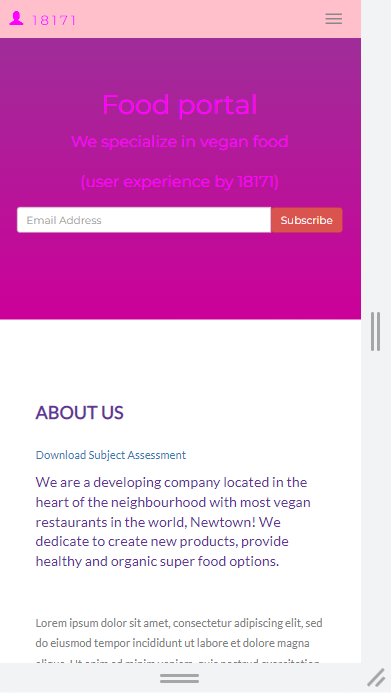 18171
Food portal
We specialize in vegan food
(user experience by 18171)
Email Address
Subscribe
ABOUT US
Download Subject Assessment
We are a developing company located in the
heart of the neighbourhood with most vegan
restaurants in the world, Newtown! We
dedicate to create new products, provide
healthy and organic super food options.
Lorem ipsum dolor sit amet, consectetur adipiscing elit, sed
do eiusmod tempor incididunt ut labore et dolore magna